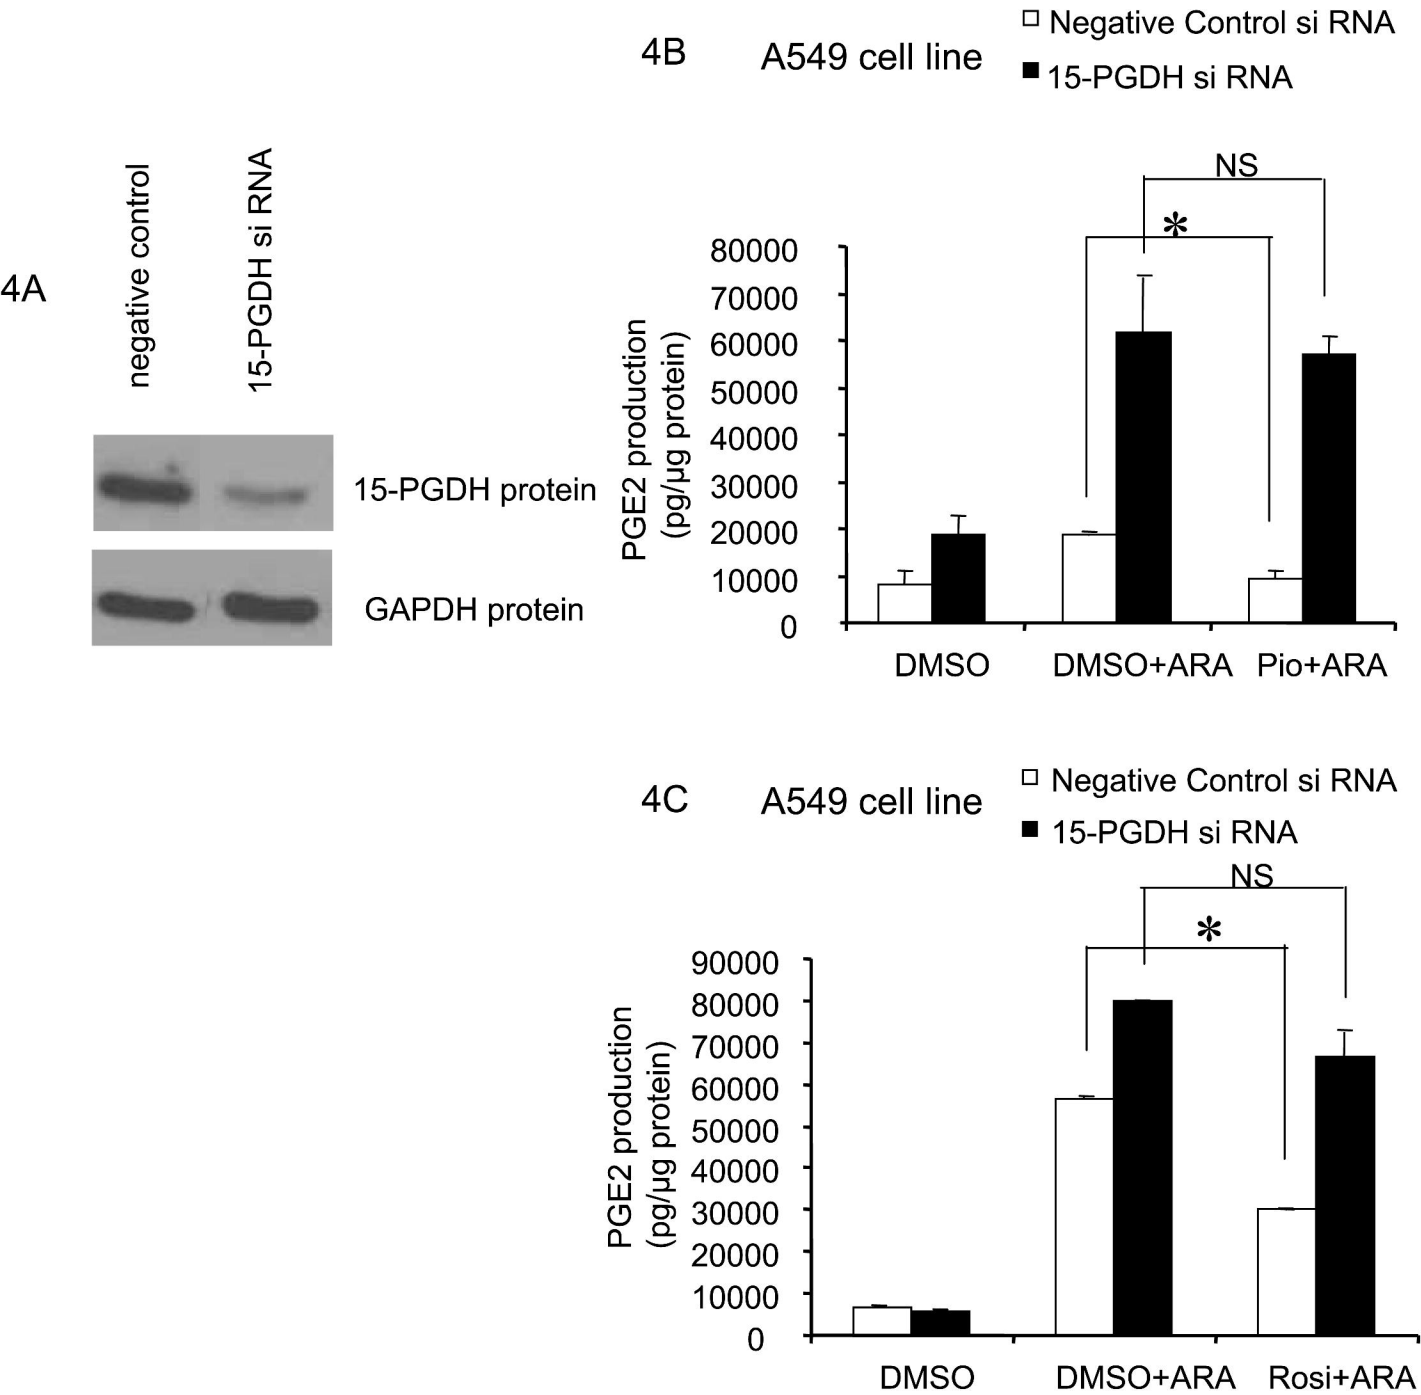 4A
negative control
15-PGDH si RNA
15-PGDH protein
GAPDH protein
4B
A549 cell line
Negative Control si RNA
15-PGDH si RNA
NS
*
PGE2 production
(pg/µg protein)
80000
70000
60000
50000
40000
30000
20000
10000
0
DMSO
DMSO+ARA
Pio+ARA
4C
A549 cell line
Negative Control si RNA
15-PGDH si RNA
NS
*
PGE2 production
(pg/µg protein)
90000
80000
70000
60000
50000
40000
30000
20000
10000
0
DMSO
DMSO+ARA
Rosi+ARA